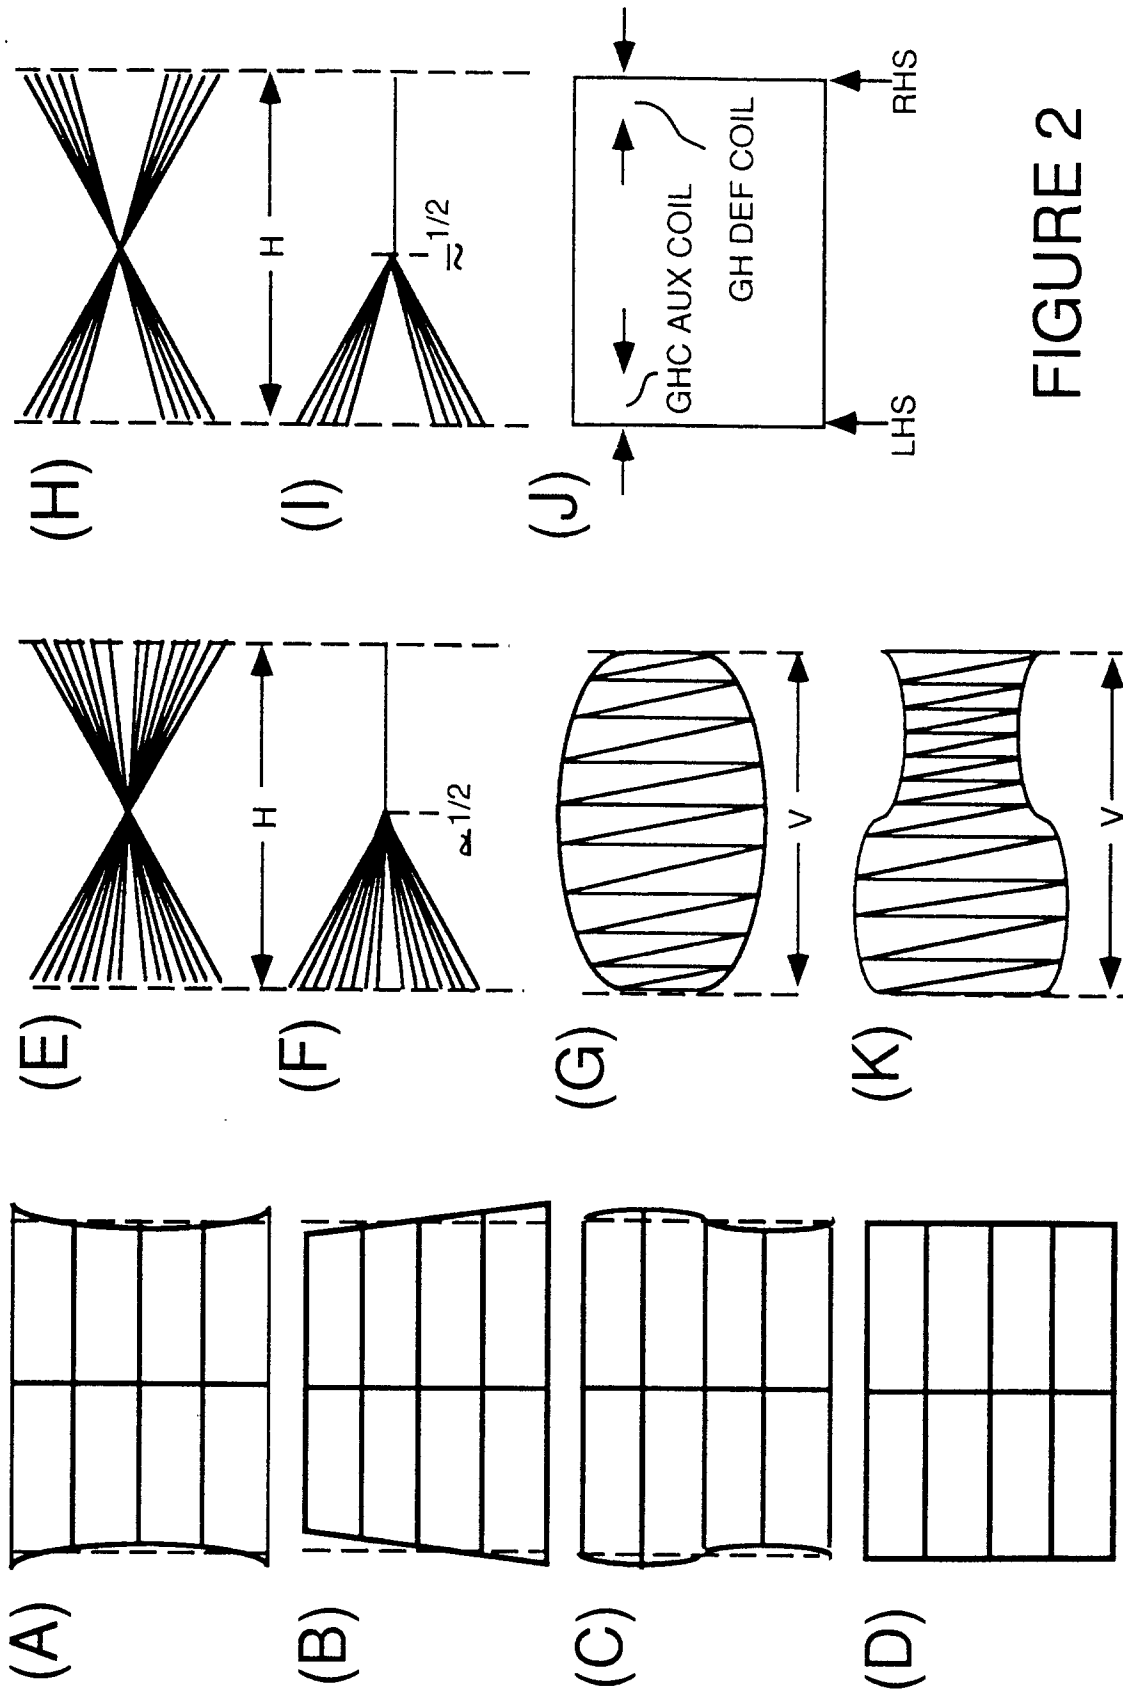 (A)
(B)
(C)
(D)
(E)
H
(F)
1/2
(G)
V
(K)
V
(H)
H
(I)
≈ 1/2
(J)
GHC AUX COIL
GH DEF COIL
LHS
RHS
FIGURE 2